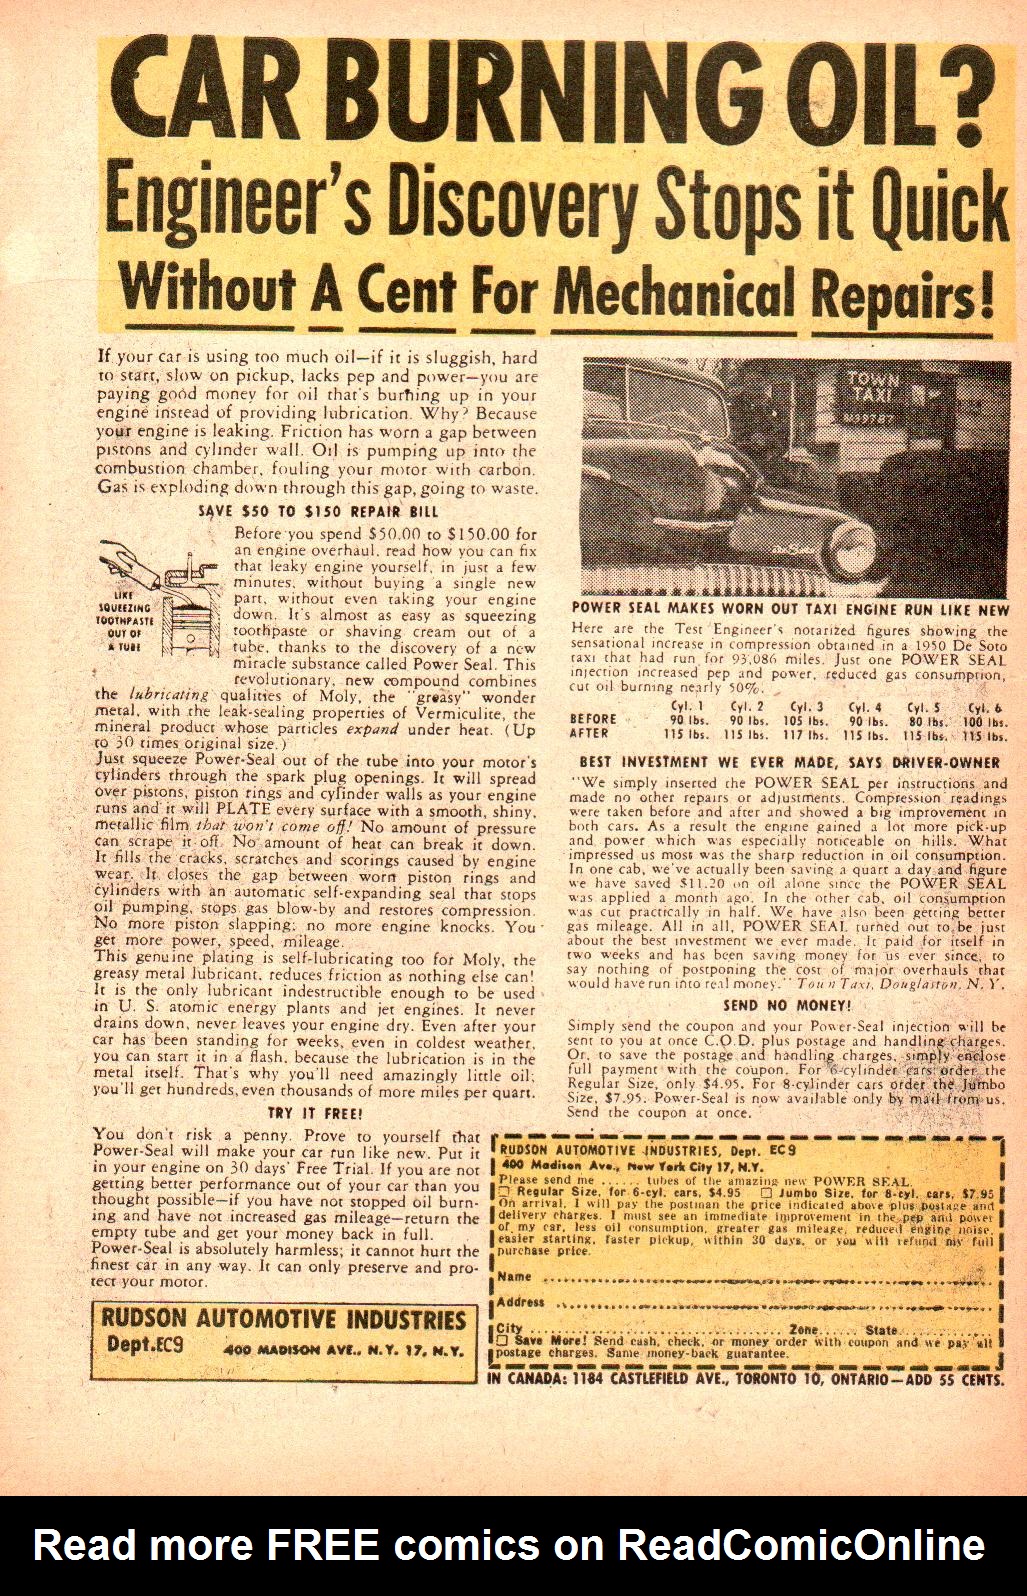 CAR BURNING OIL?
Engineer's Discovery Stops it Quick
Without A Cent For Mechanical Repairs!
If your car is using too much oil—if it is sluggish, hard
to start, slow on pickup, lacks pep and power—you are
paying good money for oil that's burning up in your
engine instead of providing lubrication. Why? Because
your engine is leaking. Friction has worn a gap between
pistons and cylinder wall. Oil is pumping up into the
combustion chamber, fouling your motor with carbon.
Gas is exploding down through this gap, going to waste.
SAVE $50 TO $150 REPAIR BILL
LIKE
SQUEEZING
TOOTHPASTE
OUT OF
A TUBE
Before you spend $50.00 to $150.00 for
an engine overhaul, read how you can fix
that leaky engine yourself, in just a few
minutes, without buying a single new
part, without even taking your engine
down. It's almost as easy as squeezing
toothpaste or shaving cream out of a
tube, thanks to the discovery of a new
miracle substance called Power Seal. This
revolutionary, new compound combines
the lubricating qualities of Moly, the "greasy" wonder
metal, with the leak-sealing properties of Vermiculite, the
mineral product whose particles expand under heat. (Up
to 30 times original size.)
Just squeeze Power-Seal out of the tube into your motor's
cylinders through the spark plug openings. It will spread
over pistons, piston rings and cylinder walls as your engine
runs and it will PLATE every surface with a smooth, shiny,
metallic film that won't come off! No amount of pressure
can scrape it off. No amount of heat can break it down.
It fills the cracks, scratches and scorings caused by engine
wear. It closes the gap between worn piston rings and
cylinders with an automatic self-expanding seal that stops
oil pumping, stops gas blow-by and restores compression.
No more piston slapping; no more engine knocks. You
get more power, speed, mileage.
This genuine plating is self-lubricating too for Moly, the
greasy metal lubricant, reduces friction as nothing else can!
It is the only lubricant indestructible enough to be used
in U. S. atomic energy plants and jet engines. It never
drains down, never leaves your engine dry. Even after your
car has been standing for weeks, even in coldest weather,
you can start it in a flash, because the lubrication is in the
metal itself. That's why you'll need amazingly little oil;
you'll get hundreds, even thousands of more miles per quart.
TRY IT FREE!
You don't risk a penny. Prove to yourself that
Power-Seal will make your car run like new. Put it
in your engine on 30 days' Free Trial. If you are not
getting better performance out of your car than you
thought possible—if you have not stopped oil burn-
ing and have not increased gas mileage—return the
empty tube and get your money back in full.
Power-Seal is absolutely harmless; it cannot hurt the
finest car in any way. It can only preserve and pro-
tect your motor.
RUDSON AUTOMOTIVE INDUSTRIES
Dept.EC9 400 MADISON AVE., N.Y. 17, N.Y.
TOWN
TAXI
De Soto
POWER SEAL MAKES WORN OUT TAXI ENGINE RUN LIKE NEW
Here are the Test Engineer's notarized figures showing the
sensational increase in compression obtained in a 1950 De Soto
taxi that had run for 93,086 miles. Just one POWER SEAL
injection increased pep and power, reduced gas consumption,
cut oil burning nearly 50%.
Cyl. 1 Cyl. 2 Cyl. 3 Cyl. 4 Cyl. 5 Cyl. 6
BEFORE 90 lbs. 90 lbs. 105 lbs. 90 lbs. 80 lbs. 100 lbs.
AFTER 115 lbs. 115 lbs. 117 lbs. 115 lbs. 115 lbs. 115 lbs.
BEST INVESTMENT WE EVER MADE, SAYS DRIVER-OWNER
"We simply inserted the POWER SEAL per instructions and
made no other repairs or adjustments. Compression readings
were taken before and after and showed a big improvement in
both cars. As a result the engine gained a lot more pick-up
and power which was especially noticeable on hills. What
impressed us most was the sharp reduction in oil consumption.
In one cab, we've actually been saving a quart a day and figure
we have saved $11.20 on oil alone since the POWER SEAL
was applied a month ago. In the other cab, oil consumption
was cut practically in half. We have also been getting better
gas mileage. All in all, POWER SEAL turned out to be just
about the best investment we ever made. It paid for itself in
two weeks and has been saving money for us ever since, to
say nothing of postponing the cost of major overhauls that
would have run into real money." Town Taxi, Douglaston, N. Y.
SEND NO MONEY!
Simply send the coupon and your Power-Seal injection will be
sent to you at once C.O.D. plus postage and handling charges.
Or, to save the postage and handling charges, simply enclose
full payment with the coupon. For 6-cylinder cars order the
Regular Size, only $4.95. For 8-cylinder cars order the Jumbo
Size, $7.95. Power-Seal is now available only by mail from us.
Send the coupon at once.
RUDSON AUTOMOTIVE INDUSTRIES, Dept. EC9
400 Madison Ave., New York City 17, N.Y.
Please send me ...... tubes of the amazing new POWER SEAL.
☐ Regular Size, for 6-cyl. cars, $4.95 ☐ Jumbo Size, for 8-cyl. cars, $7.95
On arrival, I will pay the postman the price indicated above plus postage and
delivery charges. I must see an immediate improvement in the pep and power
of my car, less oil consumption, greater gas mileage, reduced engine noise,
easier starting, faster pickup, within 30 days, or you will refund my full
purchase price.
Name
Address
City Zone State
☐ Save More! Send cash, check, or money order with coupon and we pay all
postage charges. Same money-back guarantee.
IN CANADA: 1184 CASTLEFIELD AVE., TORONTO 10, ONTARIO—ADD 55 CENTS.
Read more FREE comics on ReadComicOnline